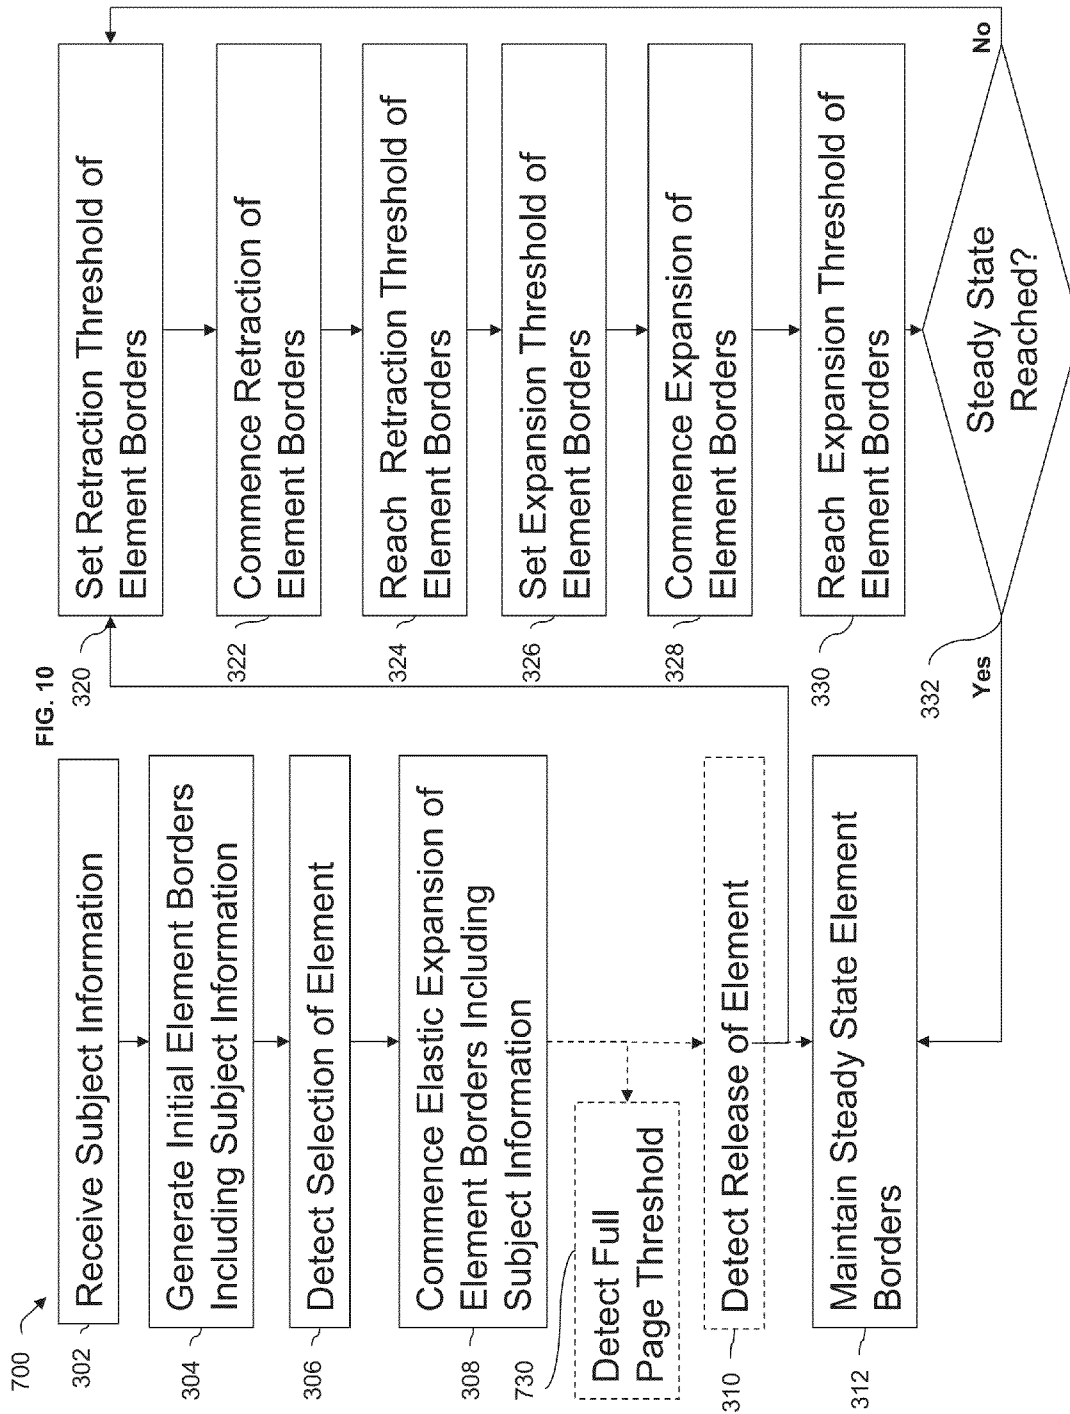 FIG. 10
700
302
Receive Subject Information
304
Generate Initial Element Borders
Including Subject Information
306
Detect Selection of Element
308
Commence Elastic Expansion of
Element Borders Including
Subject Information
730
Detect Full
Page Threshold
310
Detect Release of Element
312
Maintain Steady State Element
Borders
320
Set Retraction Threshold of
Element Borders
322
Commence Retraction of
Element Borders
324
Reach Retraction Threshold of
Element Borders
326
Set Expansion Threshold of
Element Borders
328
Commence Expansion of
Element Borders
330
Reach Expansion Threshold of
Element Borders
332
Steady State
Reached?
Yes
No